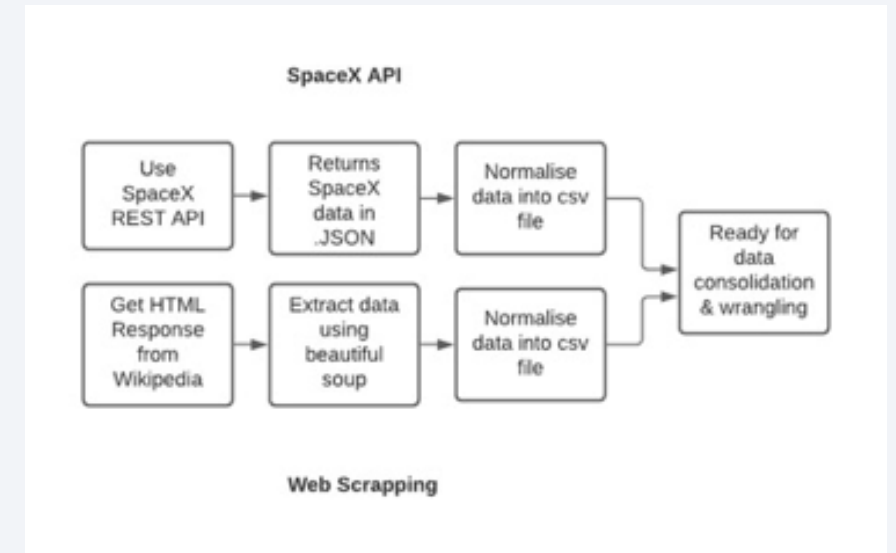 SpaceX API
Use
SpaceX
REST API
Returns
SpaceX
data in
.JSON
Normalise
data into csv
file
Ready for
data
consolidation
& wrangling
Get HTML
Response
from
Wikipedia
Extract data
using
beautiful
soup
Normalise
data into csv
file
Web Scrapping